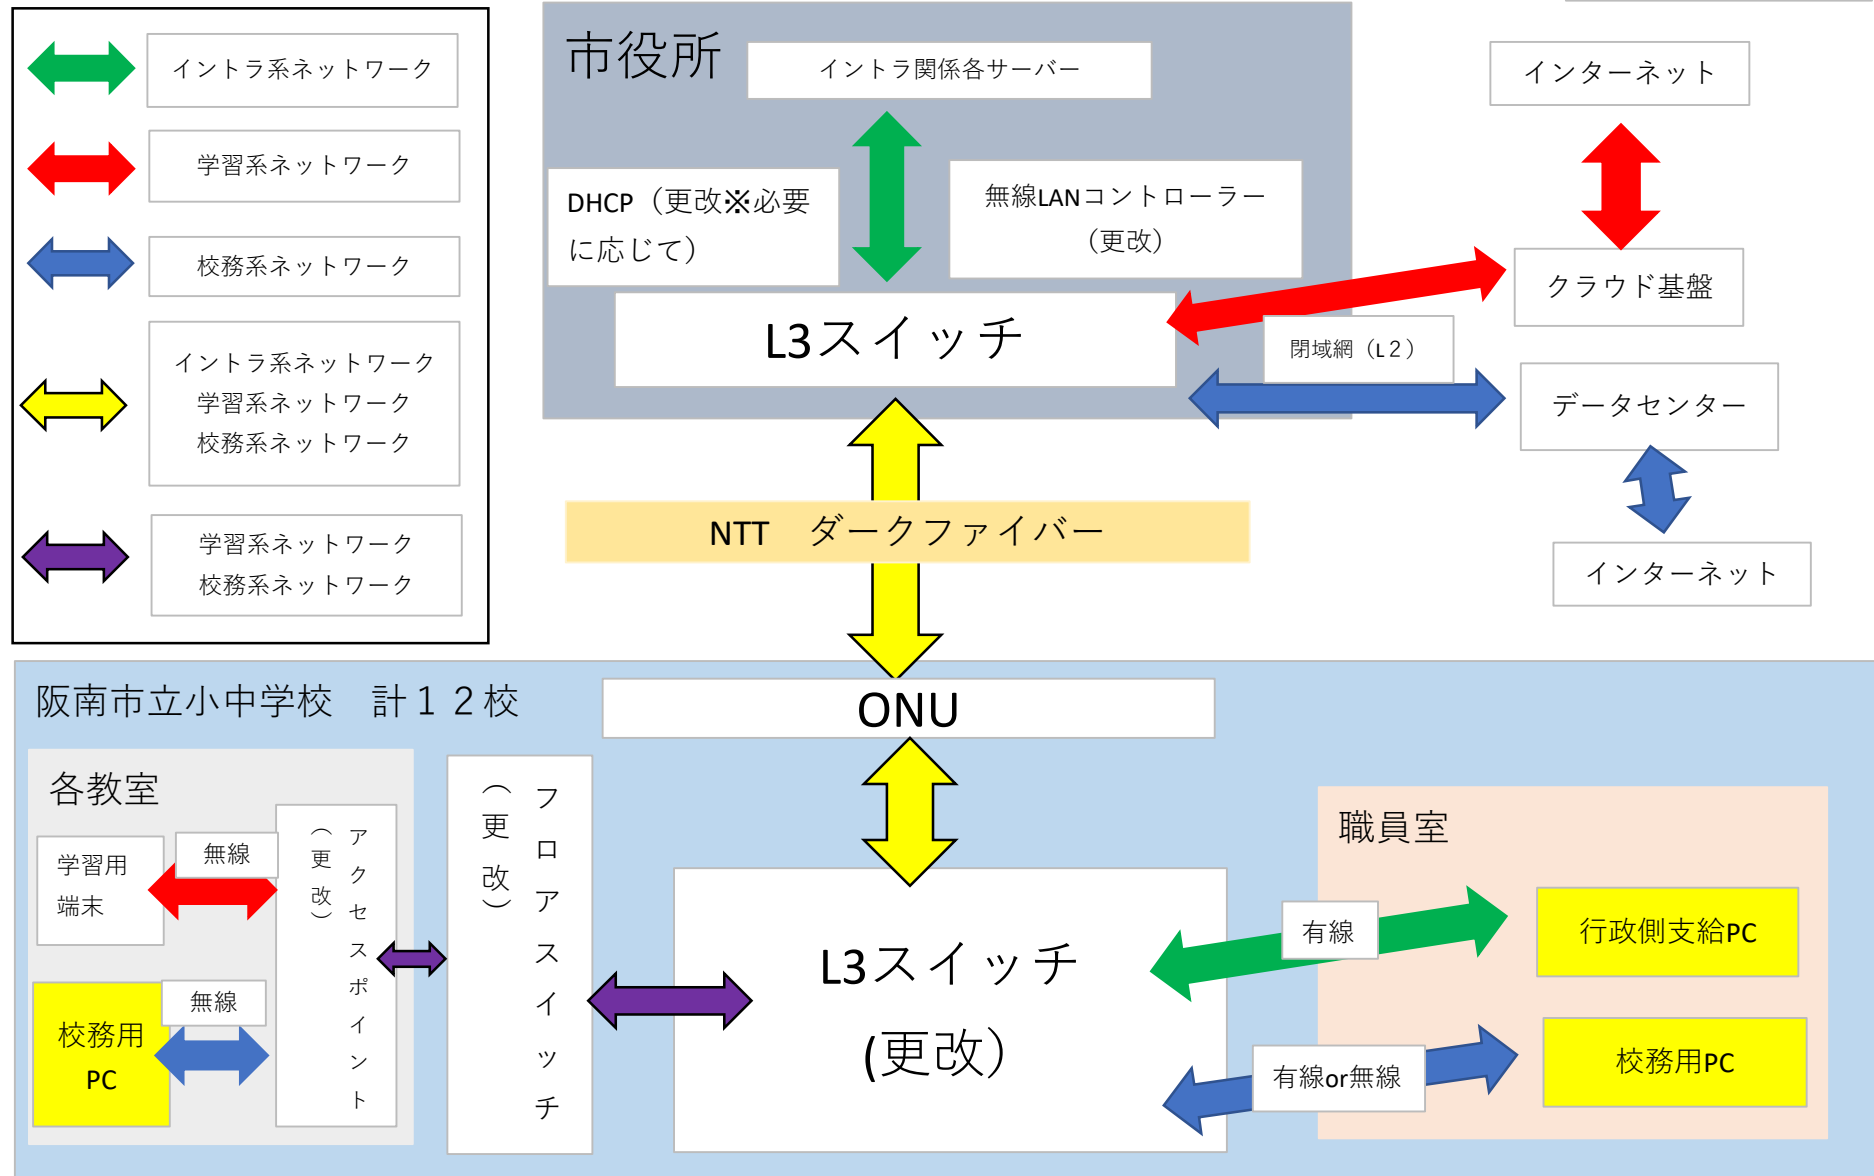 イントラ系ネットワーク
学習系ネットワーク
校務系ネットワーク
イントラ系ネットワーク
学習系ネットワーク
校務系ネットワーク
学習系ネットワーク
校務系ネットワーク
市役所
イントラ関係各サーバー
DHCP（更改※必要
に応じて）
無線LANコントローラー
（更改）
L3スイッチ
インターネット
クラウド基盤
閉域網（L２）
データセンター
インターネット
NTT　ダークファイバー
阪南市立小中学校　計１２校
ONU
各教室
学習用
端末
無線
校務用
PC
無線
アクセスポイント
（更改）
フロアスイッチ
（更改）
L3スイッチ
(更改）
職員室
有線
行政側支給PC
有線or無線
校務用PC